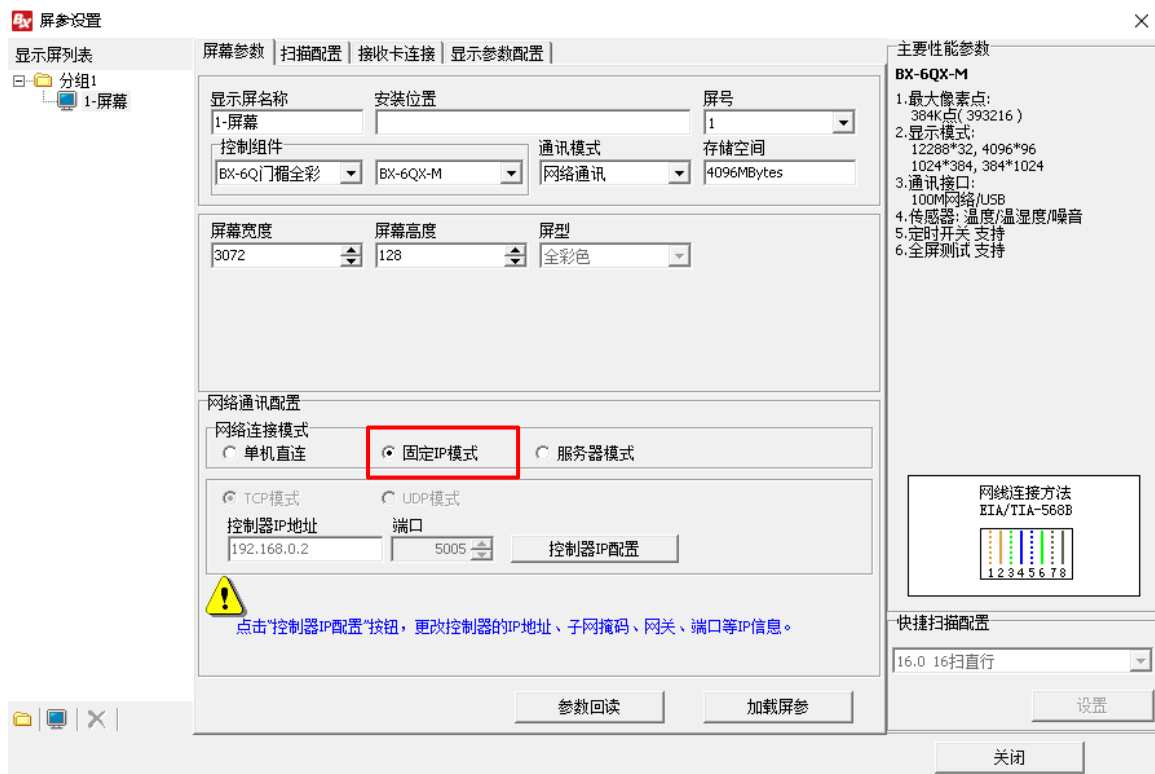 BX 屏参设置
显示屏列表
分组1
1-屏幕
屏幕参数 扫描配置 接收卡连接 显示参数配置
显示屏名称 安装位置 屏号
1-屏幕 1
控制组件 通讯模式 存储空间
BX-6Q门楣全彩 BX-6QX-M 网络通讯 4096MBytes
屏幕宽度 屏幕高度 屏型
3072 128 全彩色
网络通讯配置
网络连接模式
单机直连 固定IP模式 服务器模式
TCP模式 UDP模式
控制器IP地址 端口
192.168.0.2 5005 控制器IP配置
点击"控制器IP配置"按钮，更改控制器的IP地址、子网掩码、网关、端口等IP信息。
参数回读 加载屏参
主要性能参数
BX-6QX-M
1.最大像素点:
384K点( 393216 )
2.显示模式:
12288*32, 4096*96
1024*384, 384*1024
3.通讯接口:
100M网络/USB
4.传感器: 温度/温湿度/噪音
5.定时开关 支持
6.全屏测试 支持
网线连接方法
EIA/TIA-568B
1 2 3 4 5 6 7 8
快捷扫描配置
16.0 16扫直行
设置
关闭